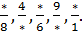 */8, 4/*, */6, 9/*, */1.